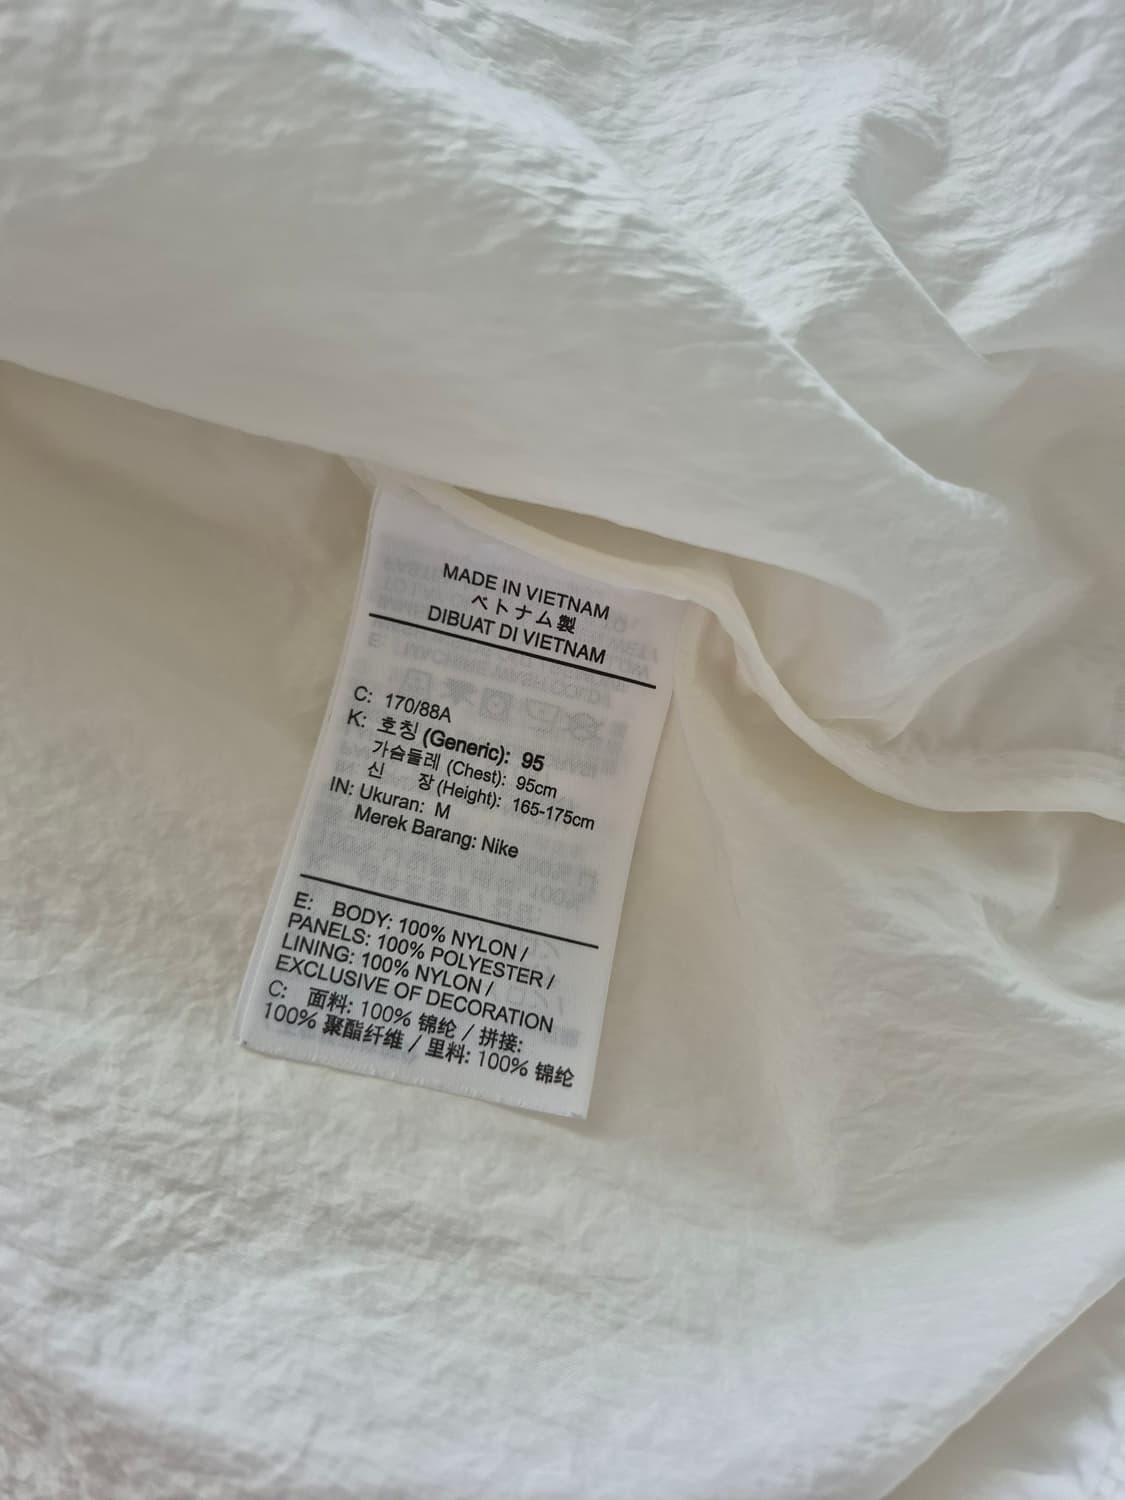 MADE IN VIETNAM
ベトナム製
DIBUAT DI VIETNAM
C: 170/88A
K: 호칭 (Generic): 95
가슴둘레 (Chest): 95cm
신 장 (Height): 165-175cm
IN: Ukuran: M
Merek Barang: Nike
E: BODY: 100% NYLON /
PANELS: 100% POLYESTER /
LINING: 100% NYLON /
EXCLUSIVE OF DECORATION
C: 面料: 100% 锦纶 / 拼接:
100% 聚酯纤维 / 里料: 100% 锦纶